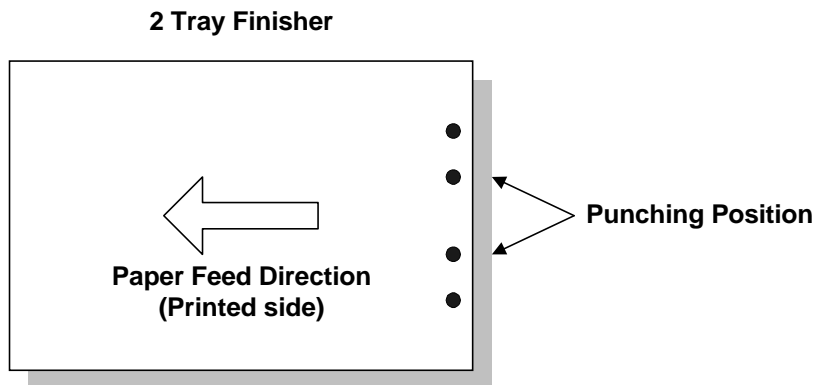 2 Tray Finisher
Punching Position
Paper Feed Direction
(Printed side)